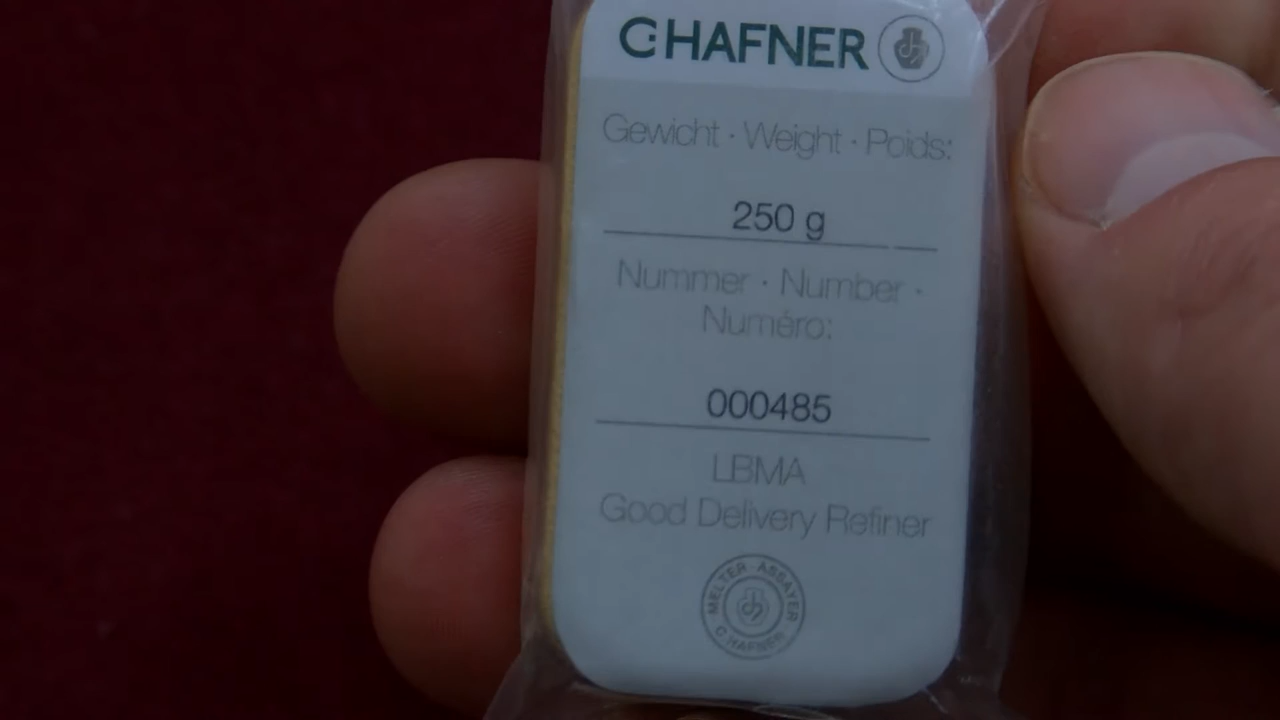 C·HAFNER
Gewicht · Weight · Poids:
250 g
Nummer · Number ·
Numéro:
000485
LBMA
Good Delivery Refiner
MELTER · ASSAYER
C·HAFNER